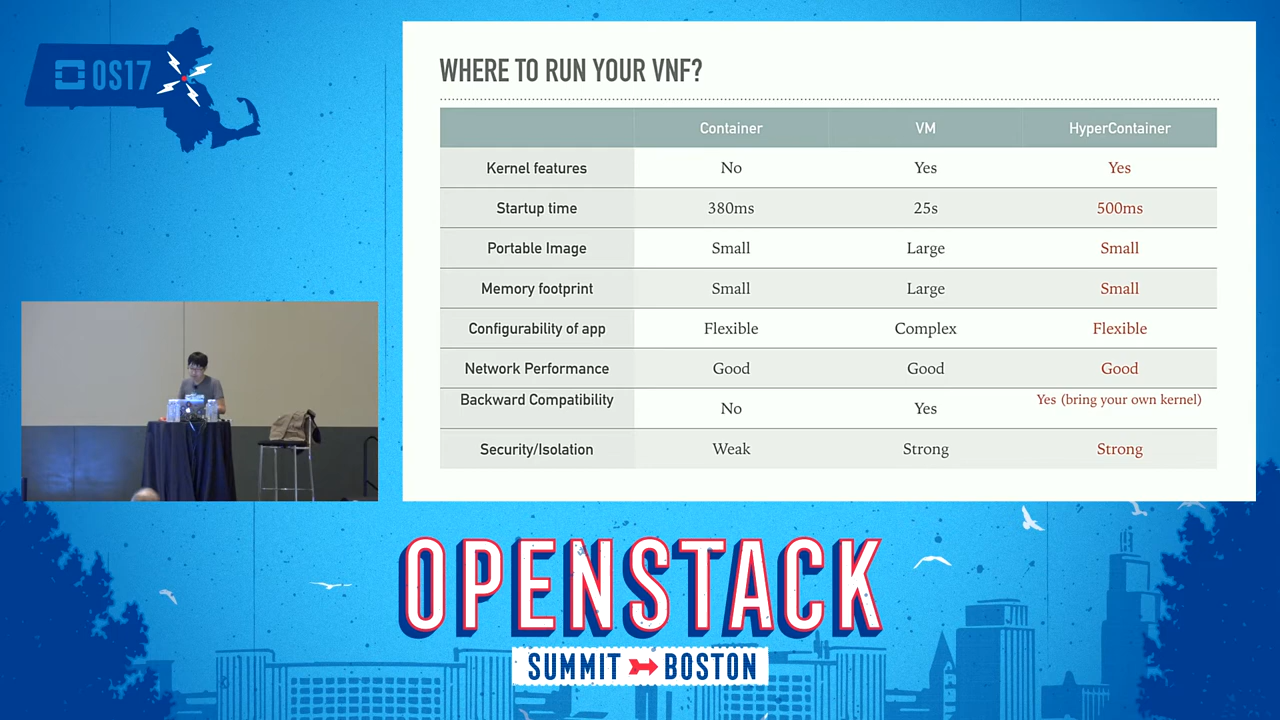 OS17
WHERE TO RUN YOUR VNF?
Container VM HyperContainer
Kernel features No Yes Yes
Startup time 380ms 25s 500ms
Portable Image Small Large Small
Memory footprint Small Large Small
Configurability of app Flexible Complex Flexible
Network Performance Good Good Good
Backward Compatibility No Yes Yes (bring your own kernel)
Security/Isolation Weak Strong Strong
OPENSTACK
SUMMIT BOSTON